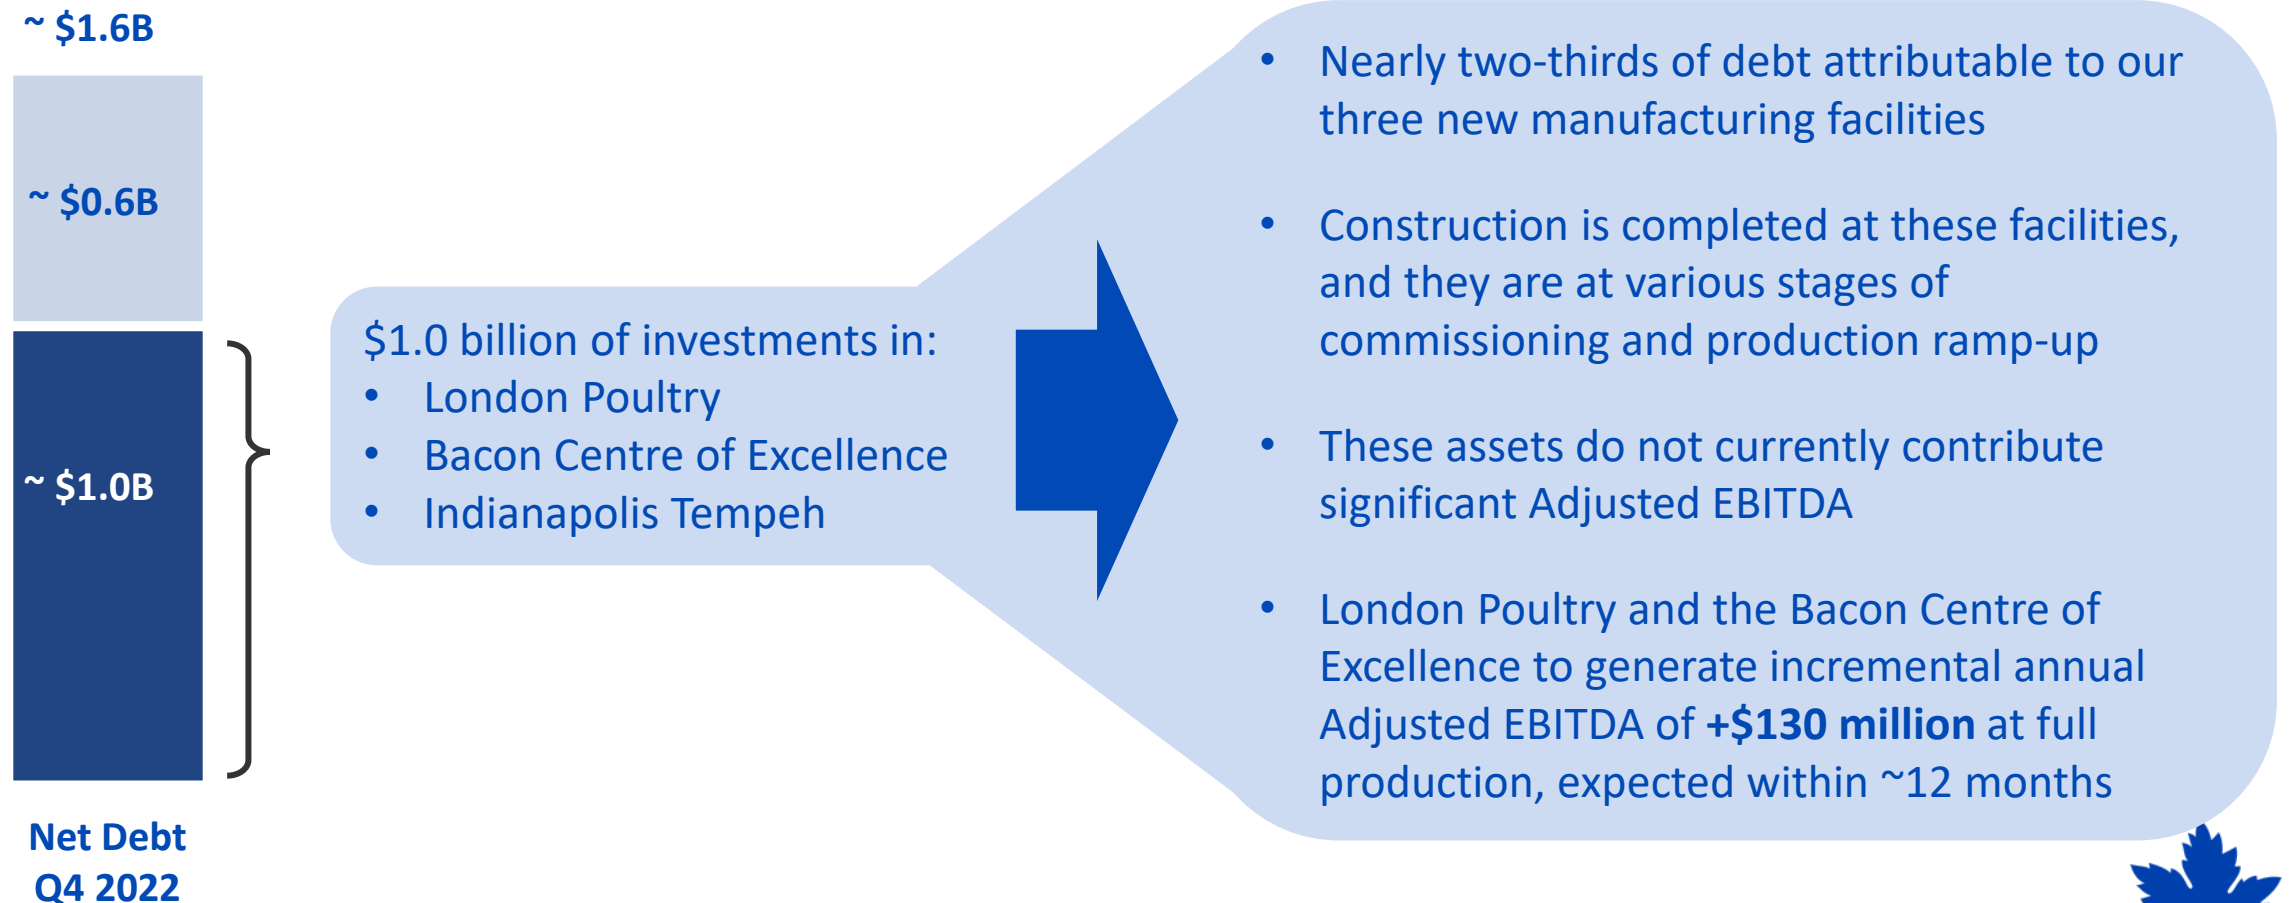 ~ $1.6B
~ $0.6B
~ $1.0B
Net Debt
Q4 2022
$1.0 billion of investments in:
• London Poultry
• Bacon Centre of Excellence
• Indianapolis Tempeh
• Nearly two-thirds of debt attributable to our
three new manufacturing facilities
• Construction is completed at these facilities,
and they are at various stages of
commissioning and production ramp-up
• These assets do not currently contribute
significant Adjusted EBITDA
• London Poultry and the Bacon Centre of
Excellence to generate incremental annual
Adjusted EBITDA of +$130 million at full
production, expected within ~12 months